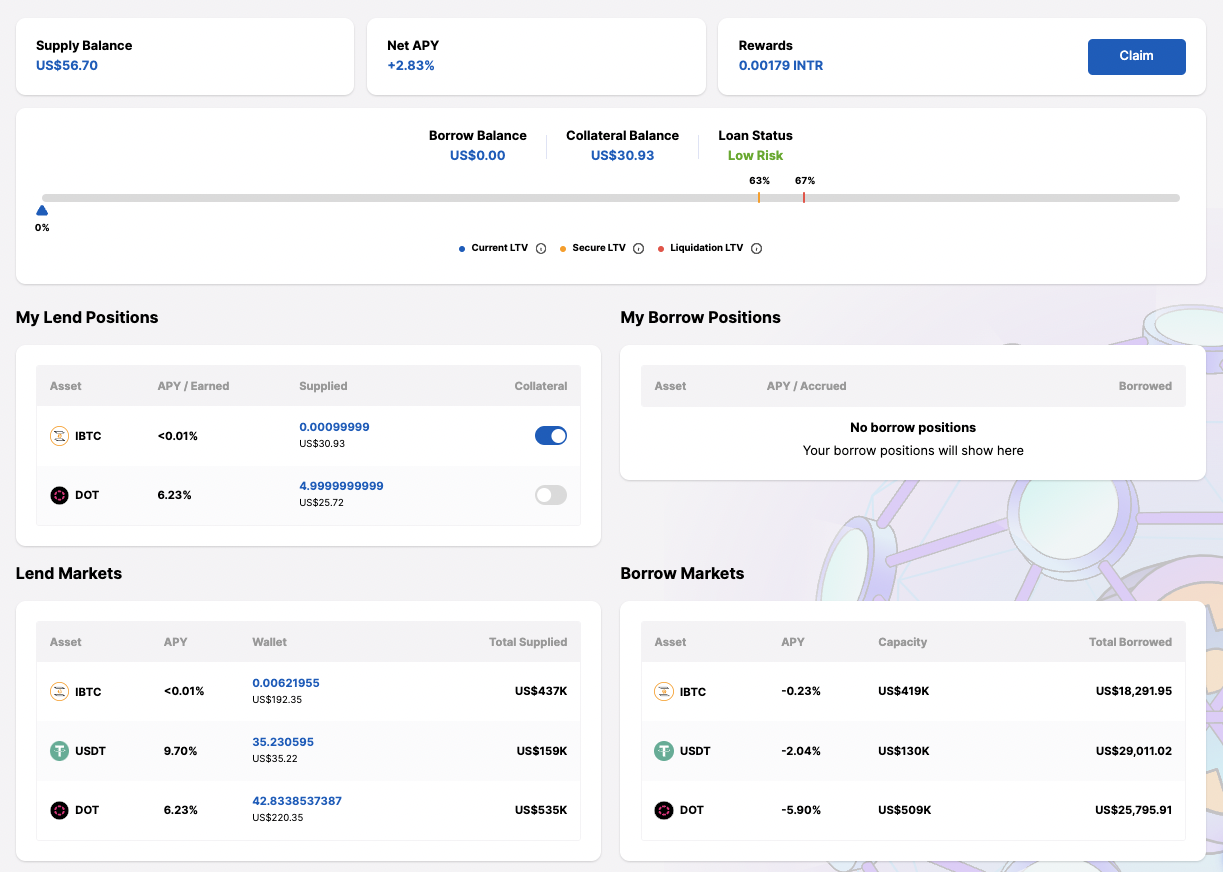 Supply Balance
US$56.70
Net APY
+2.83%
Rewards
0.00179 INTR
Claim
Borrow Balance
US$0.00
Collateral Balance
US$30.93
Loan Status
Low Risk
63%
67%
0%
Current LTV
Secure LTV
Liquidation LTV
My Lend Positions
Asset APY / Earned Supplied Collateral
IBTC <0.01% 0.00099999
US$30.93
DOT 6.23% 4.9999999999
US$25.72
My Borrow Positions
Asset APY / Accrued Borrowed
No borrow positions
Your borrow positions will show here
Lend Markets
Asset APY Wallet Total Supplied
IBTC <0.01% 0.00621955 US$437K
US$192.35
USDT 9.70% 35.230595 US$159K
US$35.22
DOT 6.23% 42.8338537387 US$535K
US$220.35
Borrow Markets
Asset APY Capacity Total Borrowed
IBTC -0.23% US$419K US$18,291.95
USDT -2.04% US$130K US$29,011.02
DOT -5.90% US$509K US$25,795.91